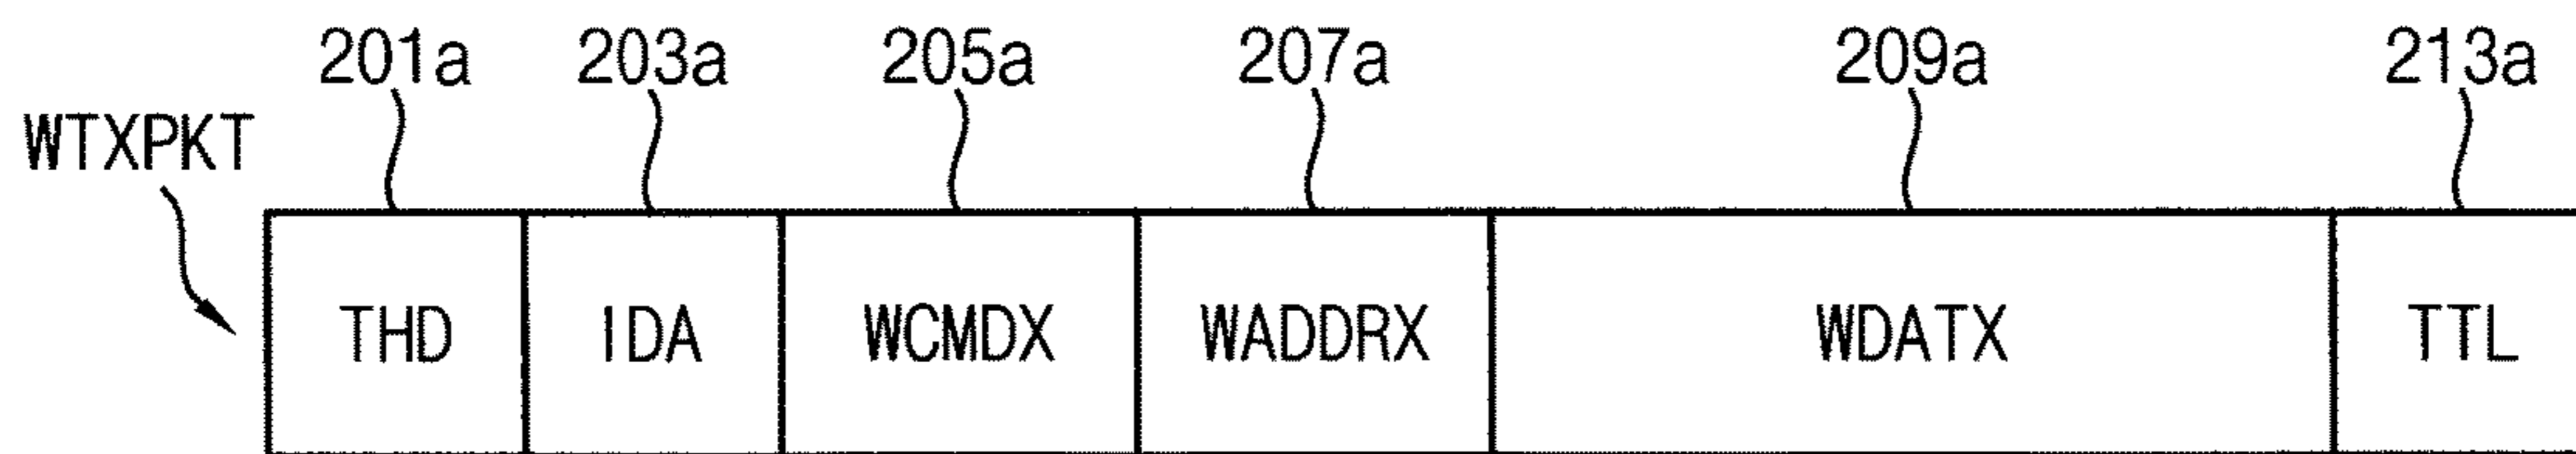 201a 203a 205a 207a 209a 213a
WTXPKT
THD IDA WCMDX WADDRX WDATX TTL